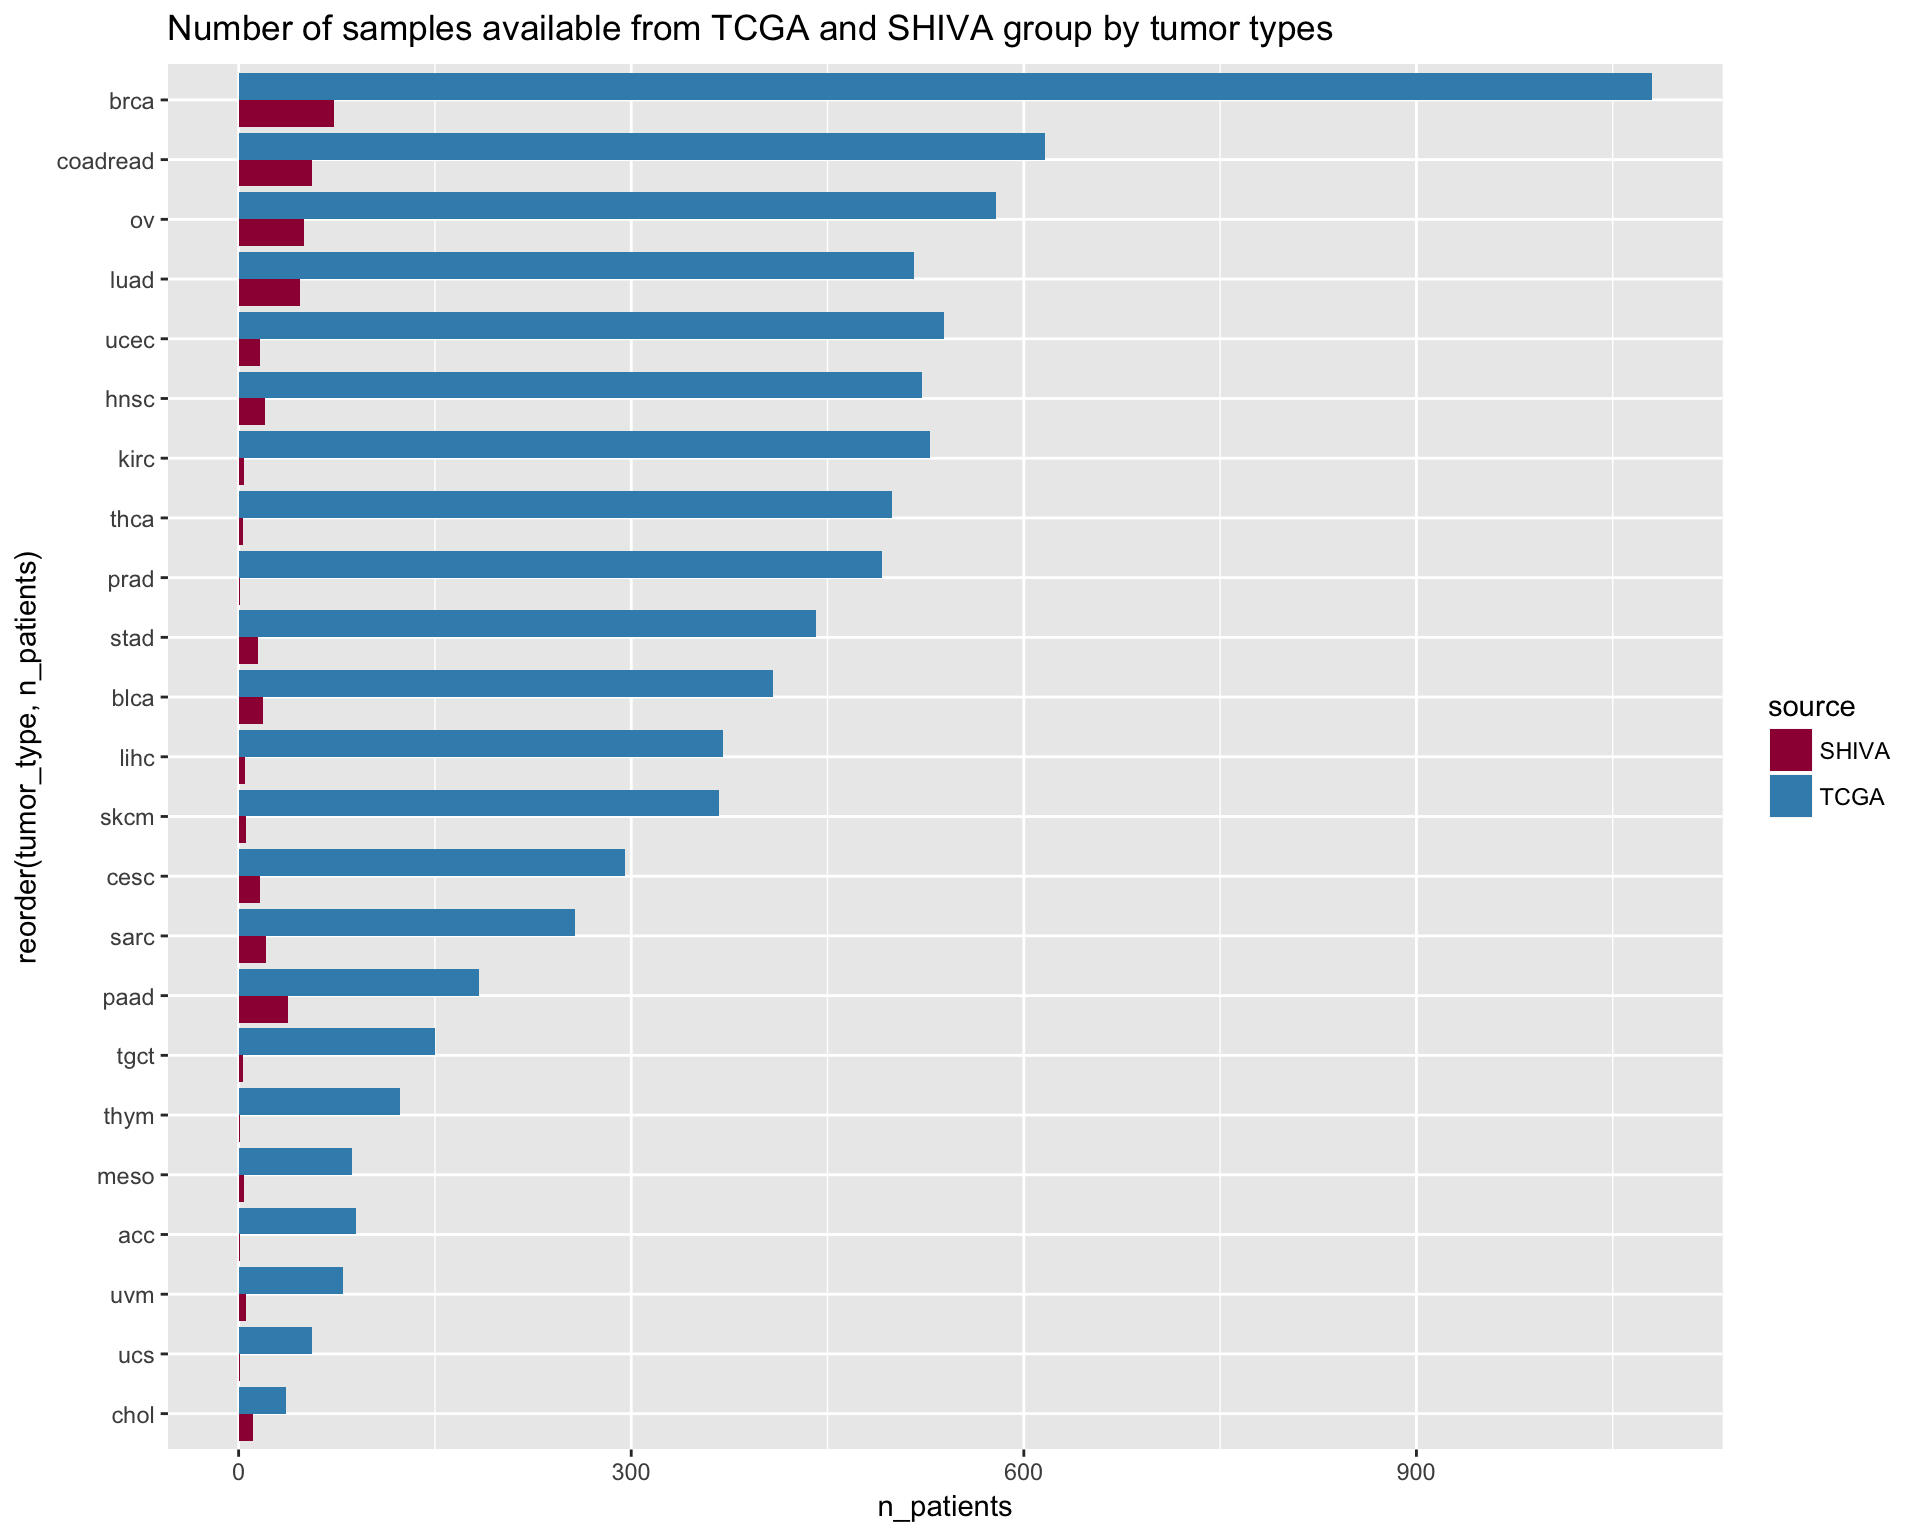 Number of samples available from TCGA and SHIVA group by tumor types
reorder(tumor_type, n_patients)
brca
coadread
ov
luad
ucec
hnsc
kirc
thca
prad
stad
blca
lihc
skcm
cesc
sarc
paad
tgct
thym
meso
acc
uvm
ucs
chol
0 300 600 900
n_patients
source
SHIVA
TCGA